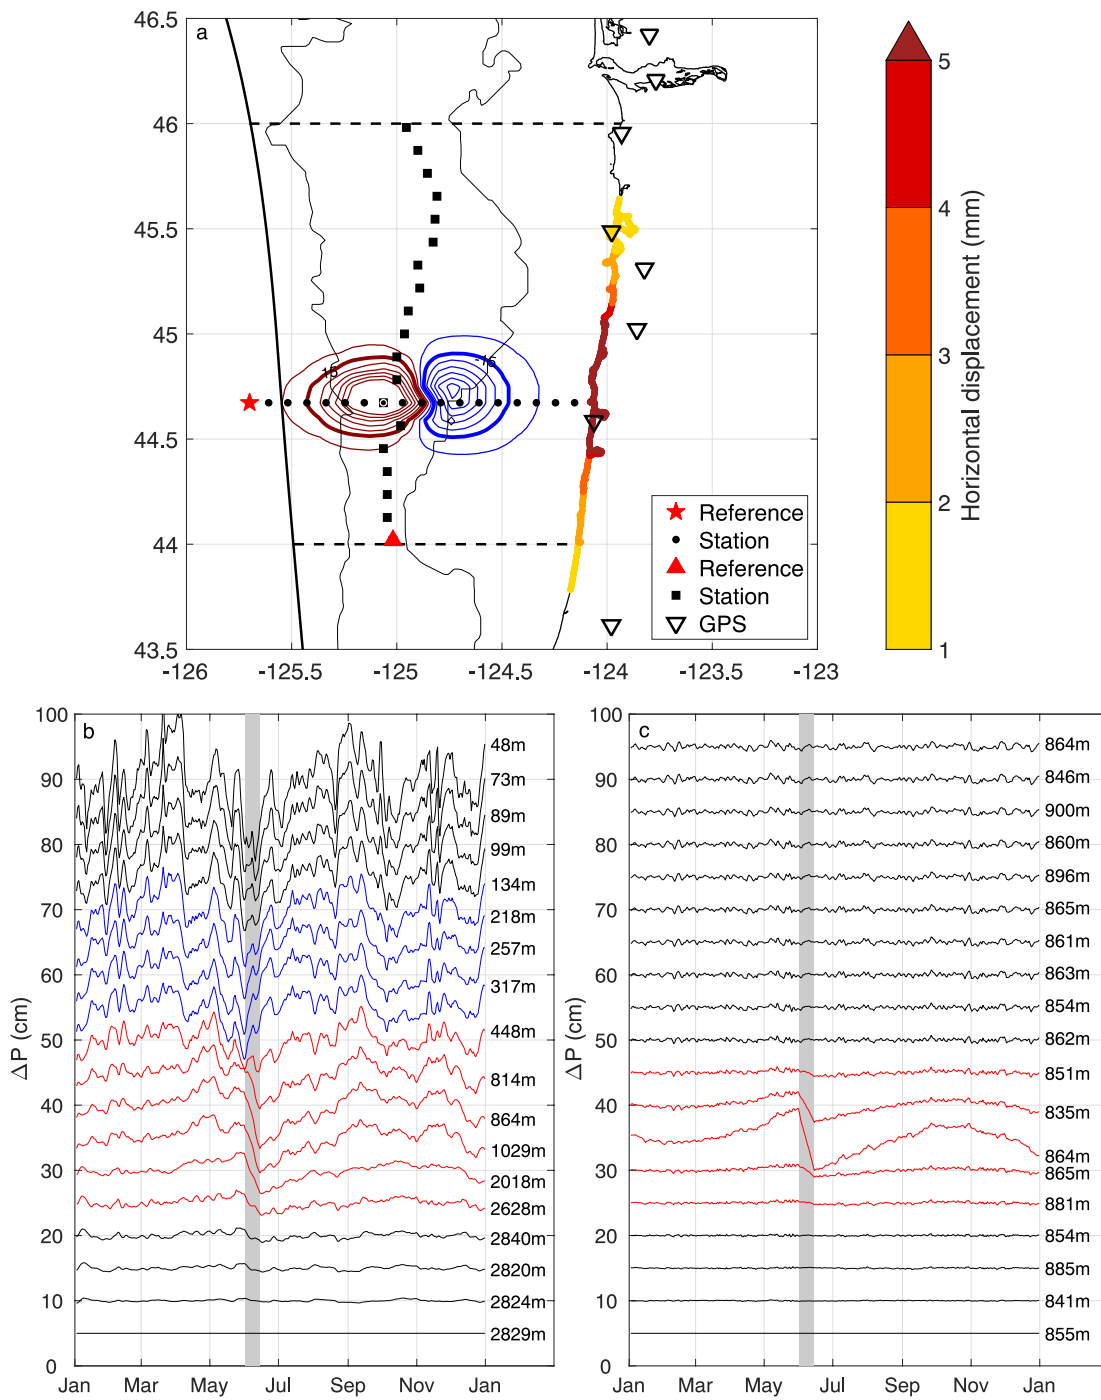 a
46.5
46
45.5
45
44.5
44
43.5
-126
-125.5
-125
-124.5
-124
-123.5
-123
15
-15
Reference
Station
Reference
Station
GPS
5
4
3
2
1
Horizontal displacement (mm)
b
100
90
80
70
60
50
40
30
20
10
0
ΔP (cm)
48m
73m
89m
99m
134m
218m
257m
317m
448m
814m
864m
1029m
2018m
2628m
2840m
2820m
2824m
2829m
Jan
Mar
May
Jul
Sep
Nov
Jan
c
100
90
80
70
60
50
40
30
20
10
0
ΔP (cm)
864m
846m
900m
860m
896m
865m
861m
863m
854m
862m
851m
835m
864m
865m
881m
854m
885m
841m
855m
Jan
Mar
May
Jul
Sep
Nov
Jan